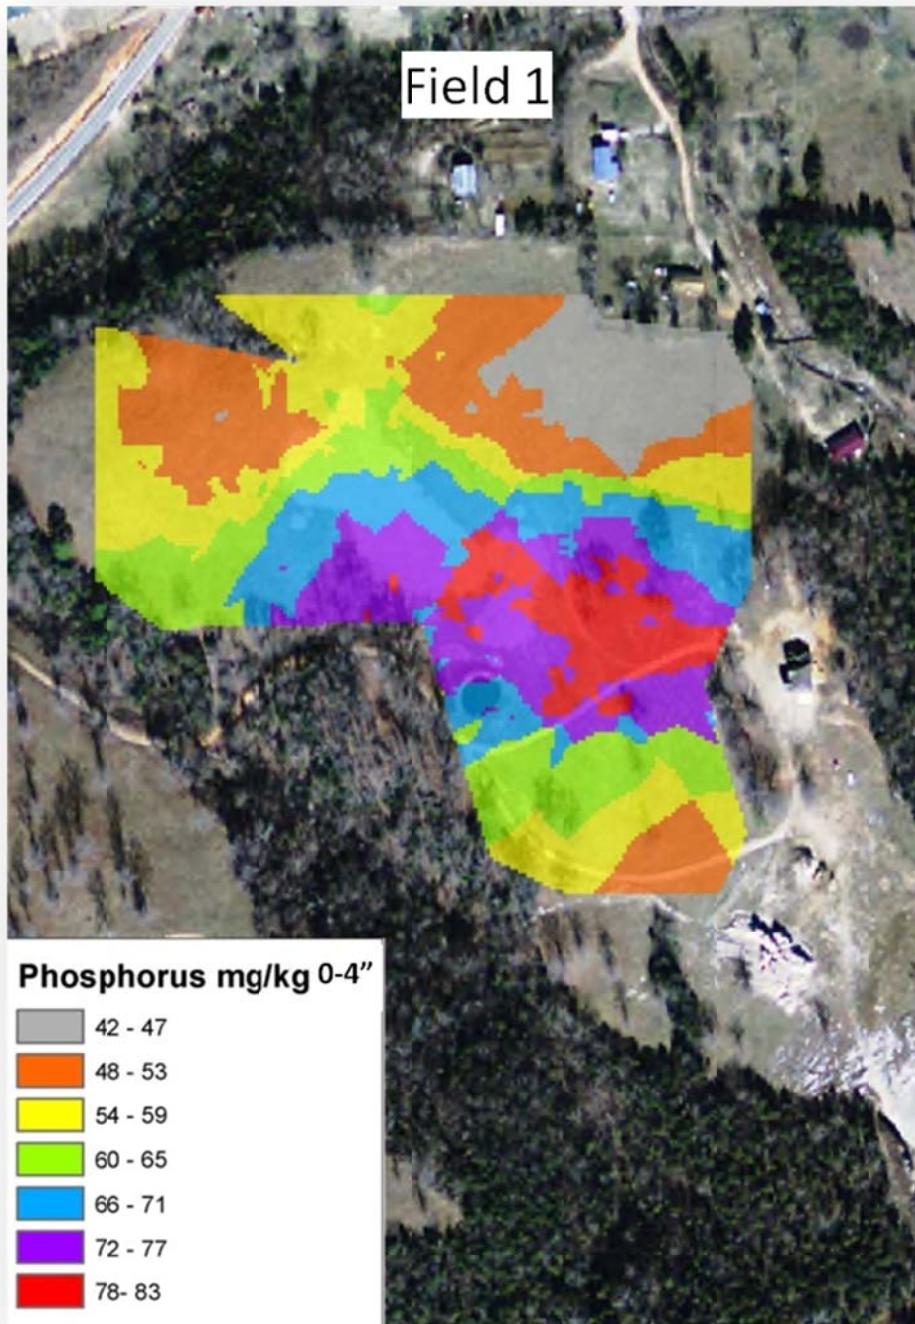 Field 1
Phosphorus mg/kg 0-4”
42 - 47
48 - 53
54 - 59
60 - 65
66 - 71
72 - 77
78- 83